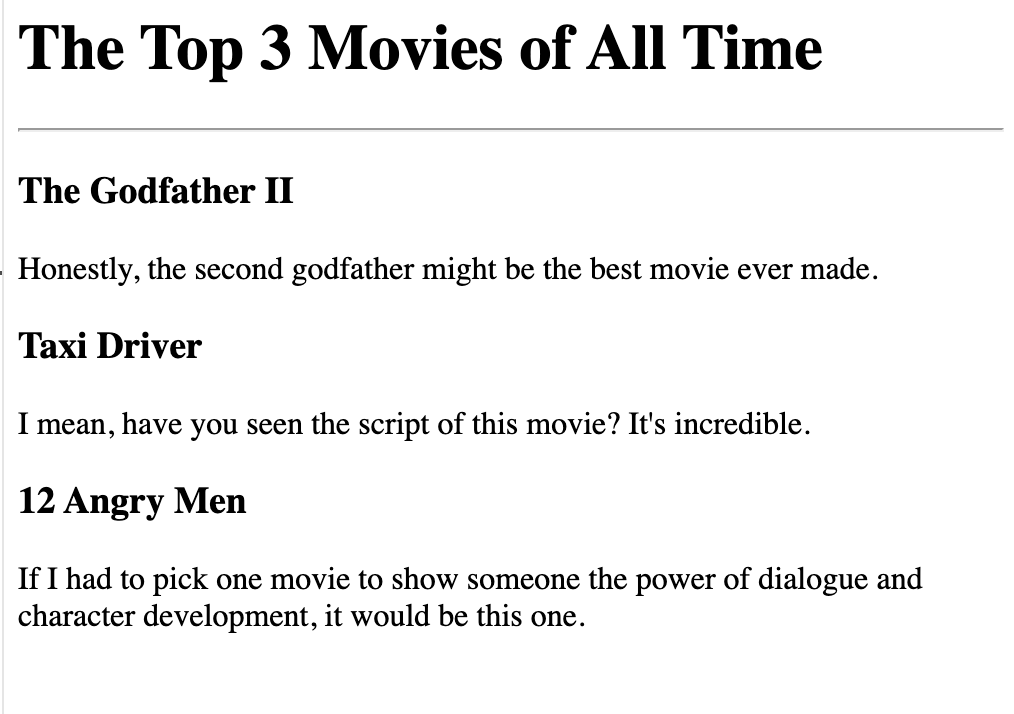 The Top 3 Movies of All Time
The Godfather II
Honestly, the second godfather might be the best movie ever made.
Taxi Driver
I mean, have you seen the script of this movie? It's incredible.
12 Angry Men
If I had to pick one movie to show someone the power of dialogue and
character development, it would be this one.